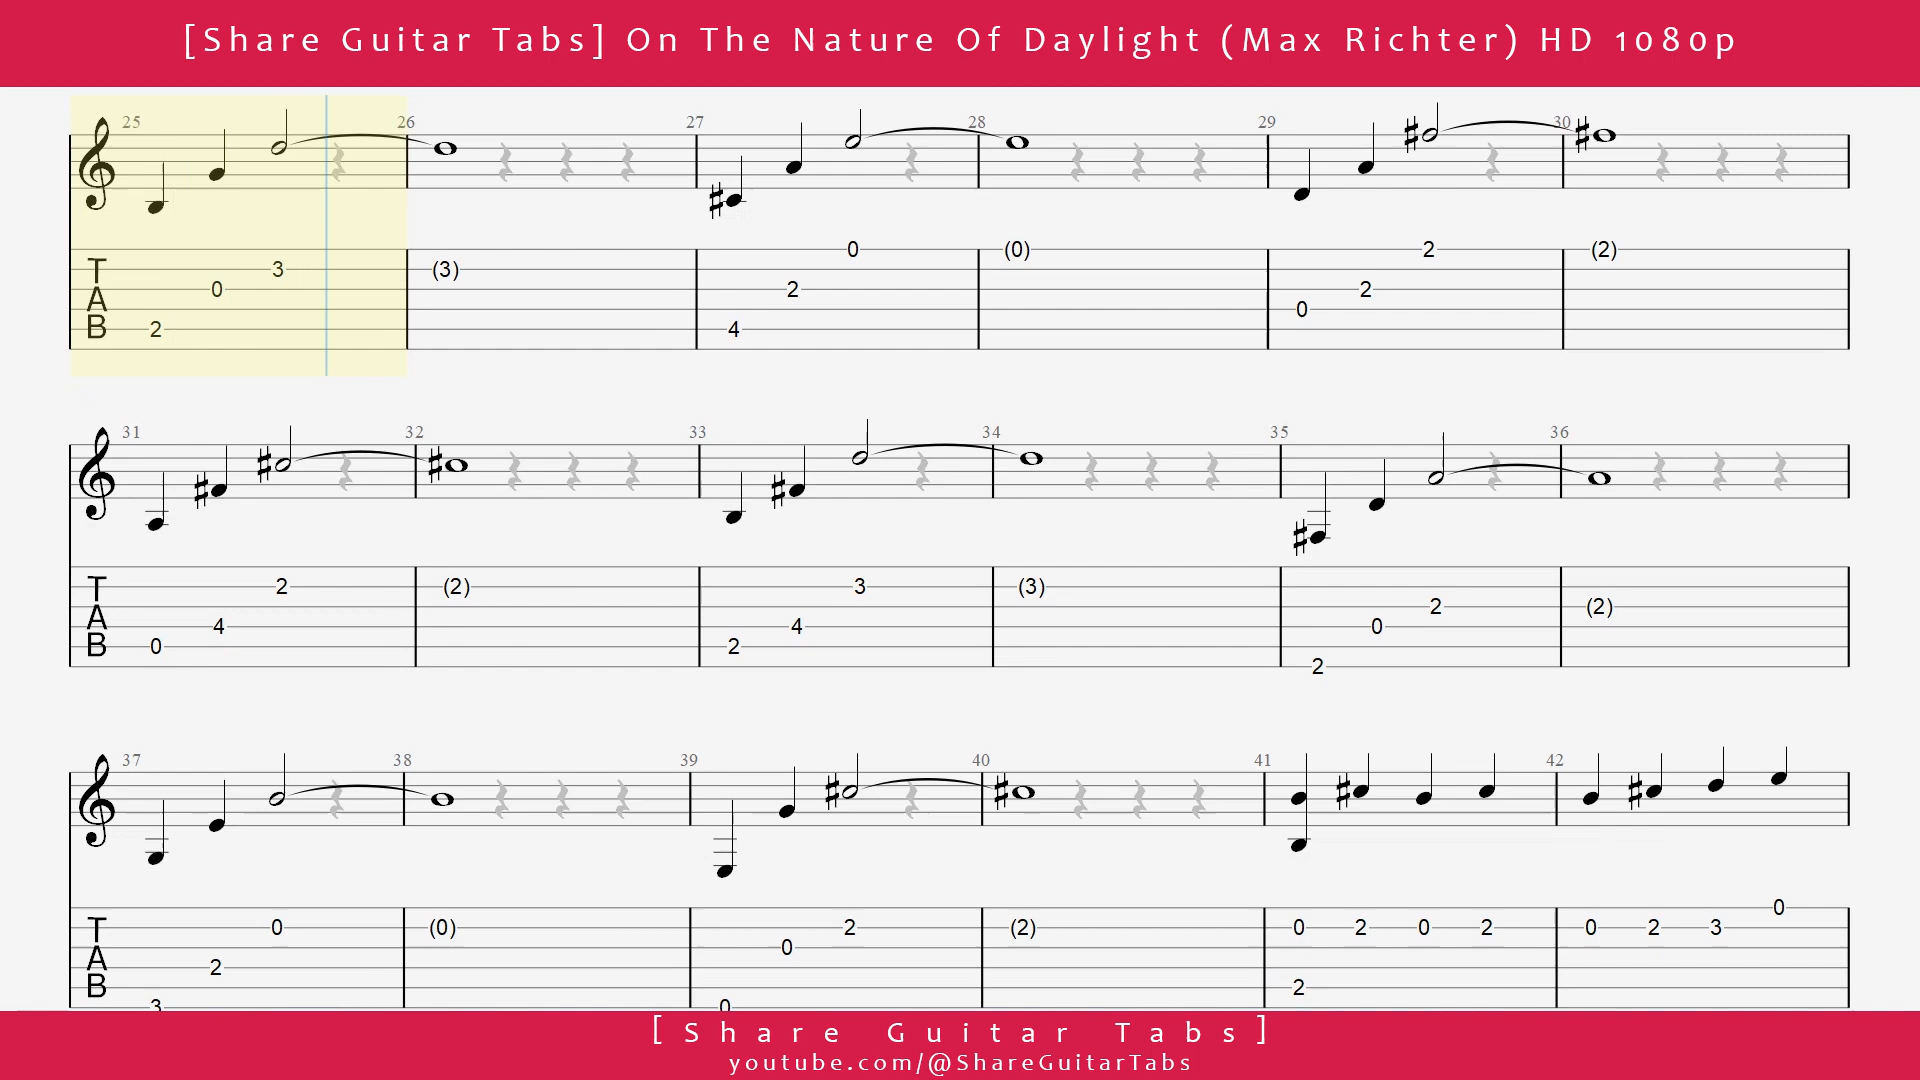 [Share Guitar Tabs] On The Nature Of Daylight (Max Richter) HD 1080p
25 26 27 28 29 30
T 3 (3) 0 (0) 2 (2)
A 0 2 2
B 2 4 0
31 32 33 34 35 36
T 2 (2) 3 (3)
A 4 4 0 2 (2)
B 0 2 2
37 38 39 40 41 42
T 0 (0) 2 (2) 0 2 0 2 0 2 3 0
A 2 0
B 3 0 2
[Share Guitar Tabs]
youtube.com/@ShareGuitarTabs